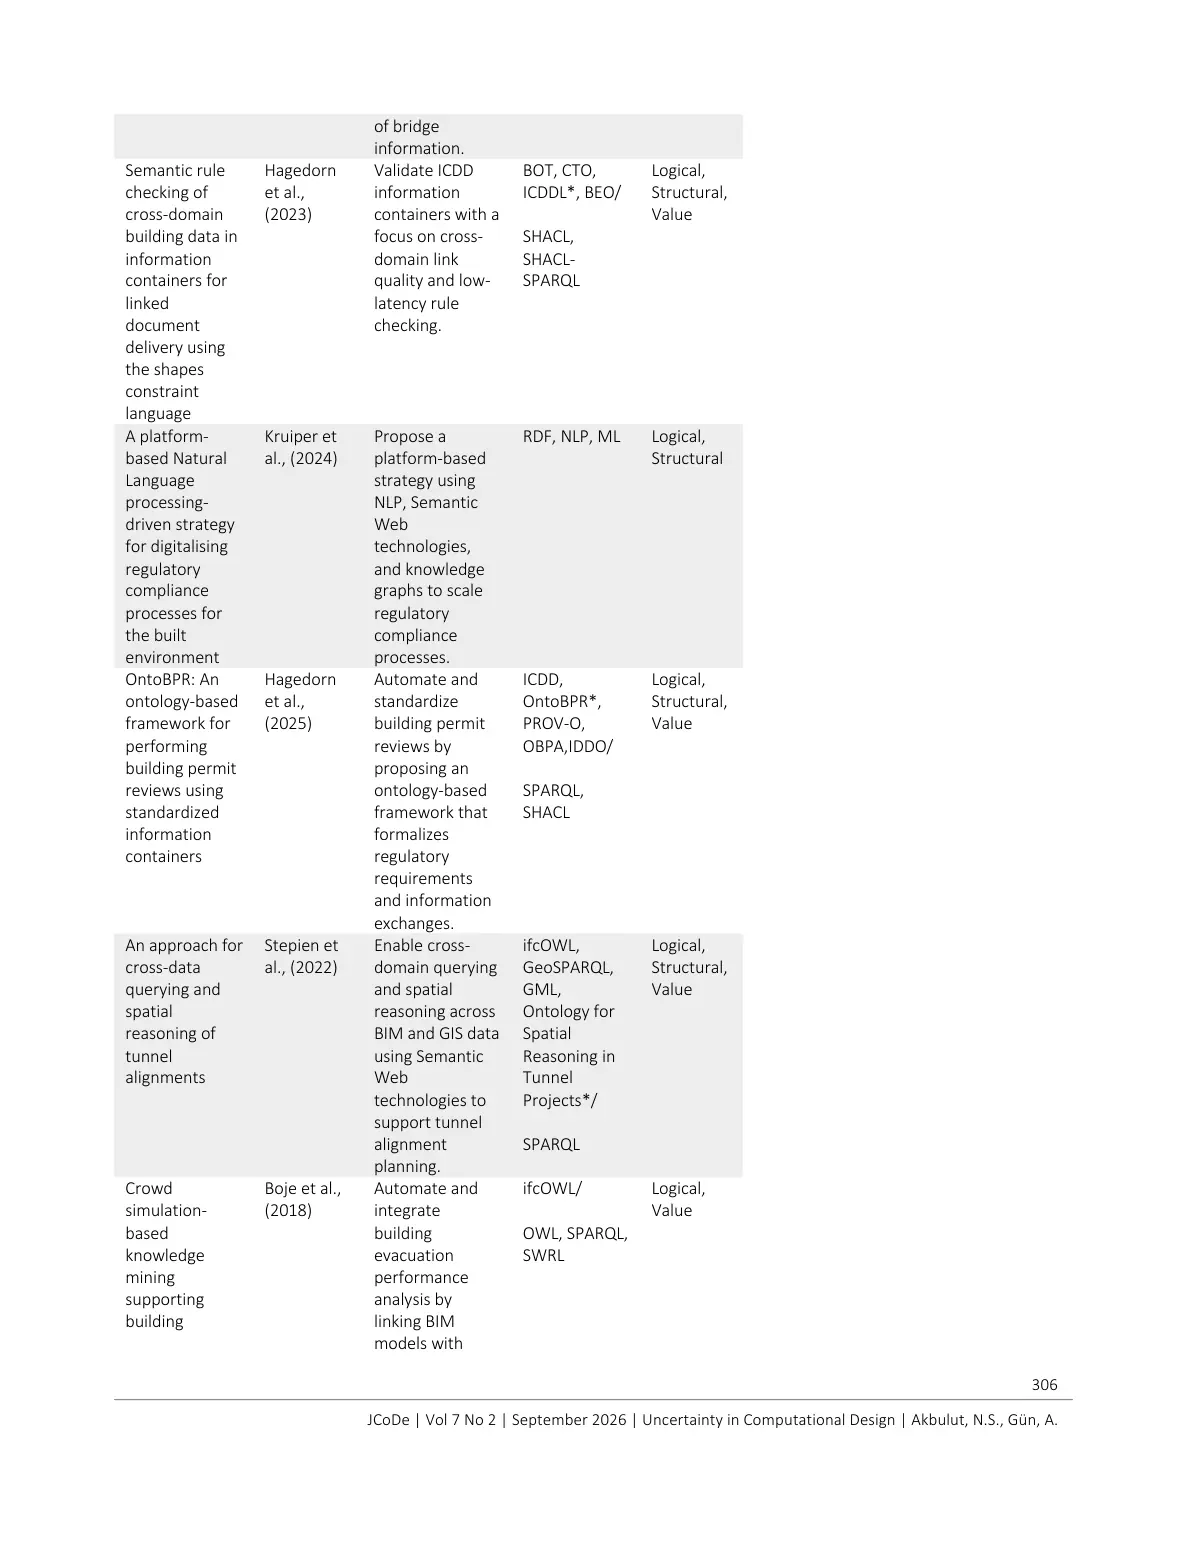 of bridge
information.
Semantic rule
checking of
cross-domain
building data in
information
containers for
linked
document
delivery using
the shapes
constraint
language
Hagedorn
et al.,
(2023)
Validate ICDD
information
containers with a
focus on cross-
domain link
quality and low-
latency rule
checking.
BOT, CTO,
ICDDL*, BEO/
SHACL,
SHACL-
SPARQL
Logical,
Structural,
Value
A platform-
based Natural
Language
processing-
driven strategy
for digitalising
regulatory
compliance
processes for
the built
environment
Kruiper et
al., (2024)
Propose a
platform-based
strategy using
NLP, Semantic
Web
technologies,
and knowledge
graphs to scale
regulatory
compliance
processes.
RDF, NLP, ML
Logical,
Structural
OntoBPR: An
ontology-based
framework for
performing
building permit
reviews using
standardized
information
containers
Hagedorn
et al.,
(2025)
Automate and
standardize
building permit
reviews by
proposing an
ontology-based
framework that
formalizes
regulatory
requirements
and information
exchanges.
ICDD,
OntoBPR*,
PROV-O,
OBPA,IDDO/
SPARQL,
SHACL
Logical,
Structural,
Value
An approach for
cross-data
querying and
spatial
reasoning of
tunnel
alignments
Stepien et
al., (2022)
Enable cross-
domain querying
and spatial
reasoning across
BIM and GIS data
using Semantic
Web
technologies to
support tunnel
alignment
planning.
ifcOWL,
GeoSPARQL,
GML,
Ontology for
Spatial
Reasoning in
Tunnel
Projects*/
SPARQL
Logical,
Structural,
Value
Crowd
simulation-
based
knowledge
mining
supporting
building
Boje et al.,
(2018)
Automate and
integrate
building
evacuation
performance
analysis by
linking BIM
models with
ifcOWL/
OWL, SPARQL,
SWRL
Logical,
Value
306
JCoDe | Vol 7 No 2 | September 2026 | Uncertainty in Computational Design | Akbulut, N.S., Gün, A.